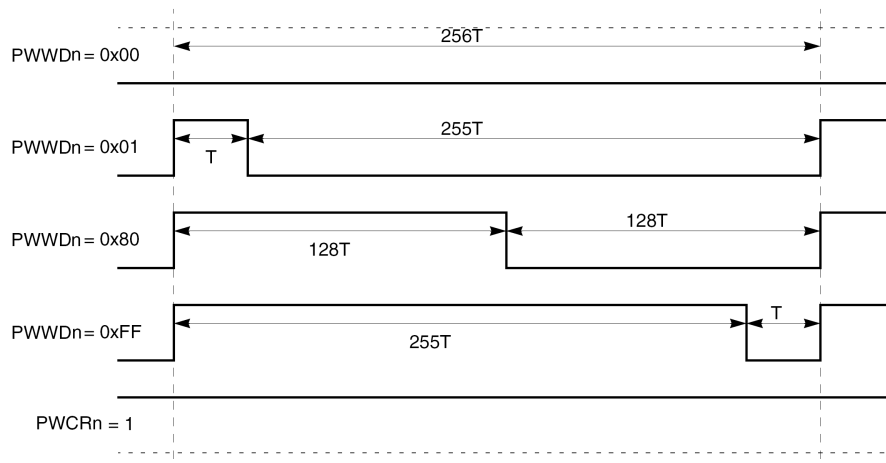 256T
PWWDn = 0x00
255T
PWWDn = 0x01
T
128T
PWWDn = 0x80
128T
T
PWWDn = 0xFF
255T
PWCRn = 1